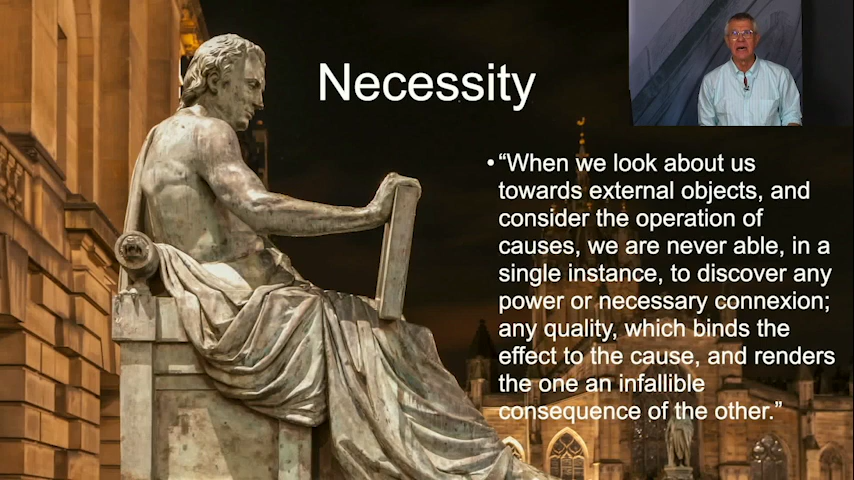 Necessity
•“When we look about us
towards external objects, and
consider the operation of
causes, we are never able, in a
single instance, to discover any
power or necessary connexion;
any quality, which binds the
effect to the cause, and renders
the one an infallible
consequence of the other.”